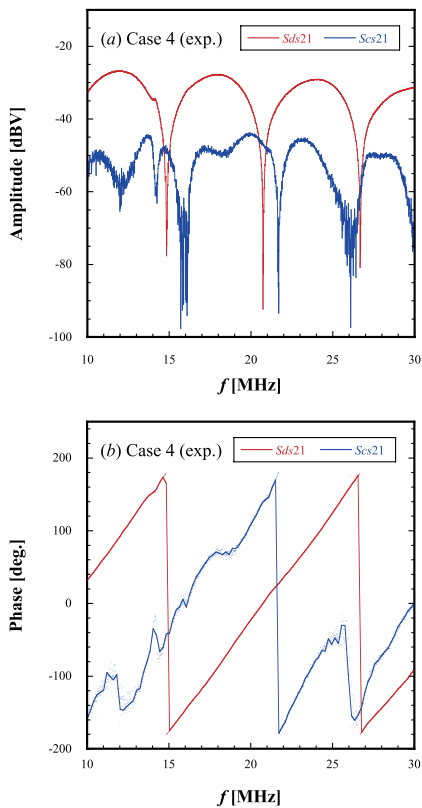 (a) Case 4 (exp.)
Sds21
Scs21
Amplitude [dBV]
-20
-40
-60
-80
-100
10
15
20
25
30
f [MHz]
(b) Case 4 (exp.)
Sds21
Scs21
Phase [deg.]
200
100
0
-100
-200
10
15
20
25
30
f [MHz]